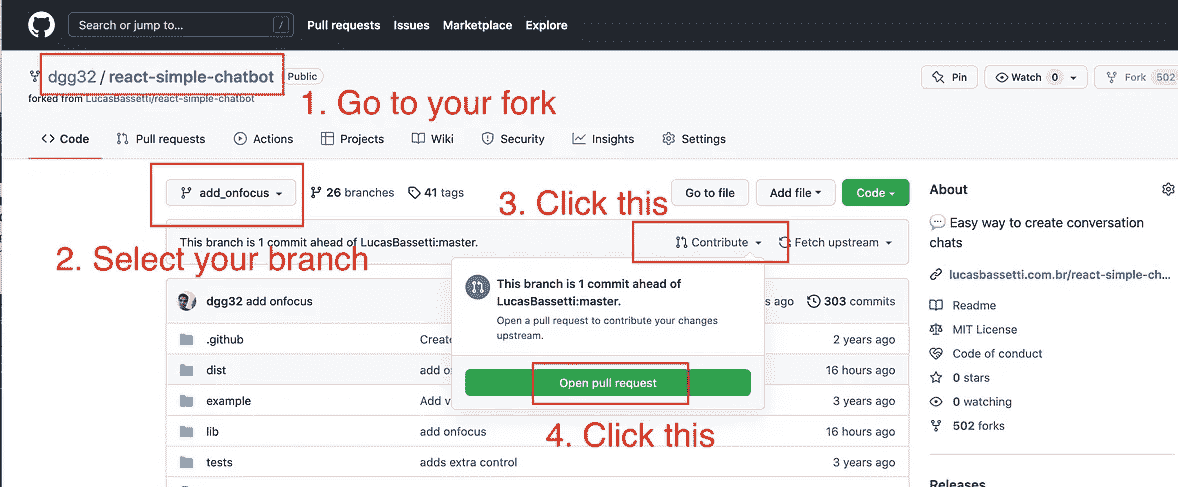 Search or jump to... /
Pull requests Issues Marketplace Explore
dgg32 / react-simple-chatbot Public
Pin Watch 0 Fork 502
forked from LucasBassetti/react-simple-chatbot
1. Go to your fork
Code Pull requests Actions Projects Wiki Security Insights Settings
add_onfocus 26 branches 41 tags Go to file Add file Code
About
3. Click this
Easy way to create conversation
chats
This branch is 1 commit ahead of LucasBassetti:master. Contribute Fetch upstream
2. Select your branch
lucasbassetti.com.br/react-simple-ch...
This branch is 1 commit ahead of
LucasBassetti:master.
Open a pull request to contribute your changes
upstream.
dgg32 add onfocus s ago 303 commits
Readme
MIT License
Code of conduct
0 stars
0 watching
502 forks
.github Create 2 years ago
dist add o 16 hours ago
Open pull request
example Add v 3 years ago
4. Click this
lib add onfocus 16 hours ago
tests adds extra control 3 years ago
Releases